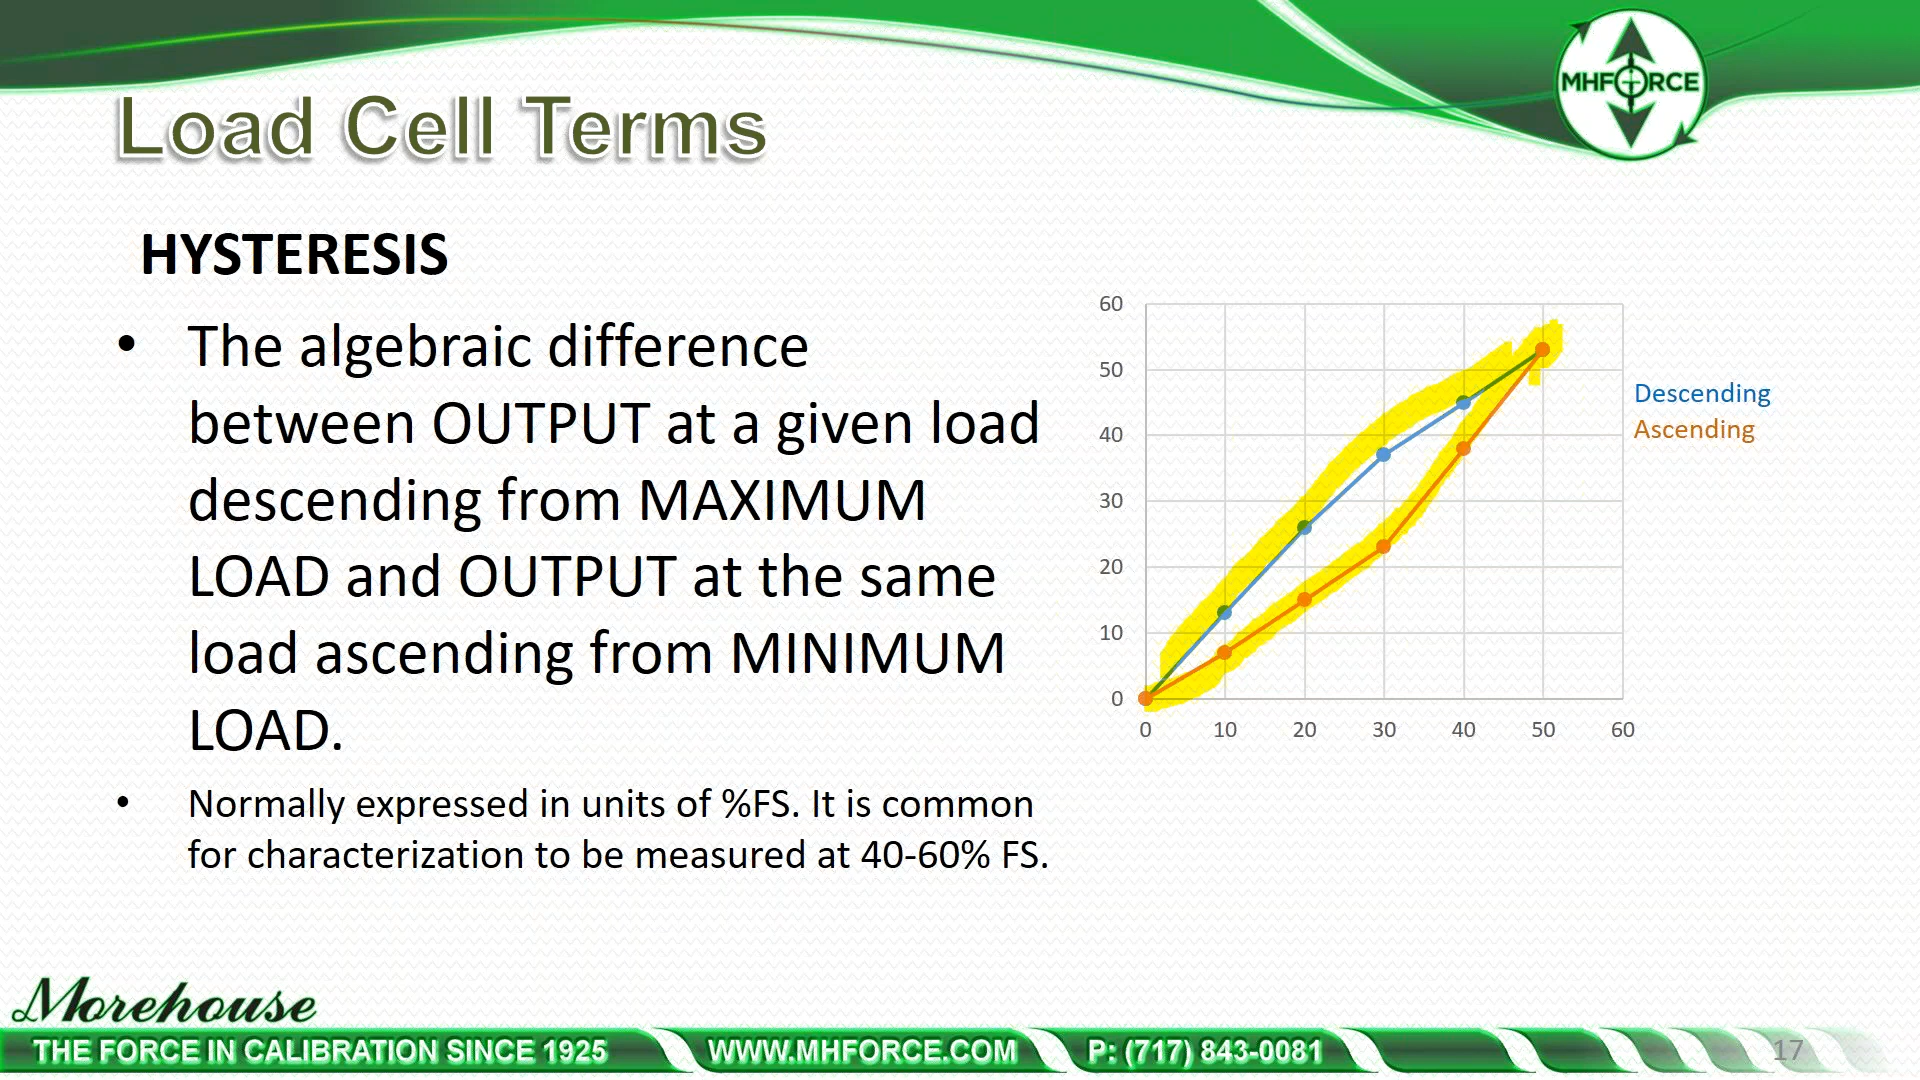 MHFORCE
Load Cell Terms
HYSTERESIS
• The algebraic difference
between OUTPUT at a given load
descending from MAXIMUM
LOAD and OUTPUT at the same
load ascending from MINIMUM
LOAD.
• Normally expressed in units of %FS. It is common
for characterization to be measured at 40-60% FS.
60
50
40
30
20
10
0
0 10 20 30 40 50 60
Descending
Ascending
Morehouse
THE FORCE IN CALIBRATION SINCE 1925 WWW.MHFORCE.COM P: (717) 843-0081 17